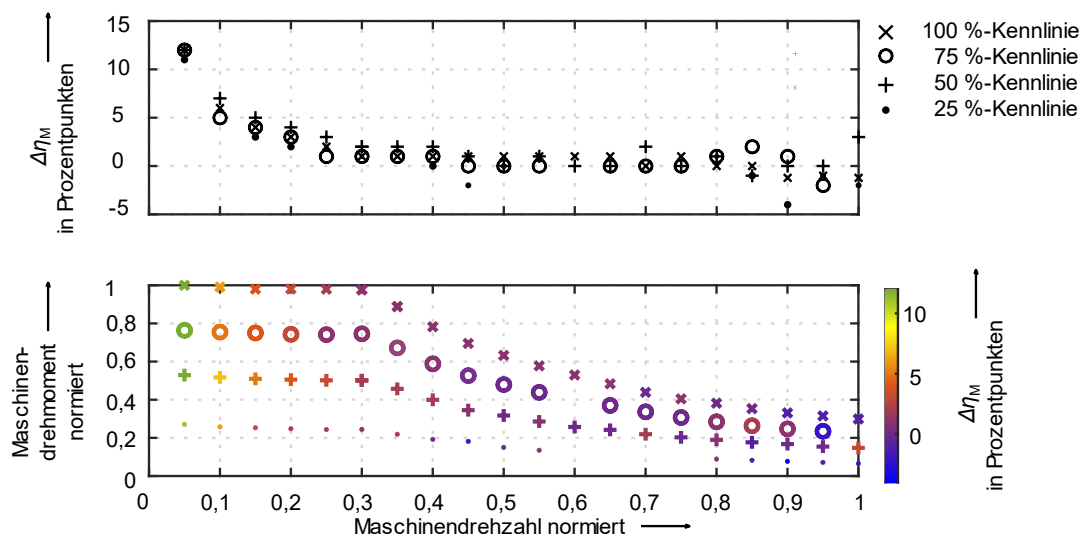 15
10
5
0
-5
Δη_M
in Prozentpunkten
100 %-Kennlinie
75 %-Kennlinie
50 %-Kennlinie
25 %-Kennlinie
1
0,8
0,6
0,4
0,2
0
Maschinen-
drehmoment
normiert
0 0,1 0,2 0,3 0,4 0,5 0,6 0,7 0,8 0,9 1
Maschinendrehzahl normiert
10
5
0
Δη_M
in Prozentpunkten